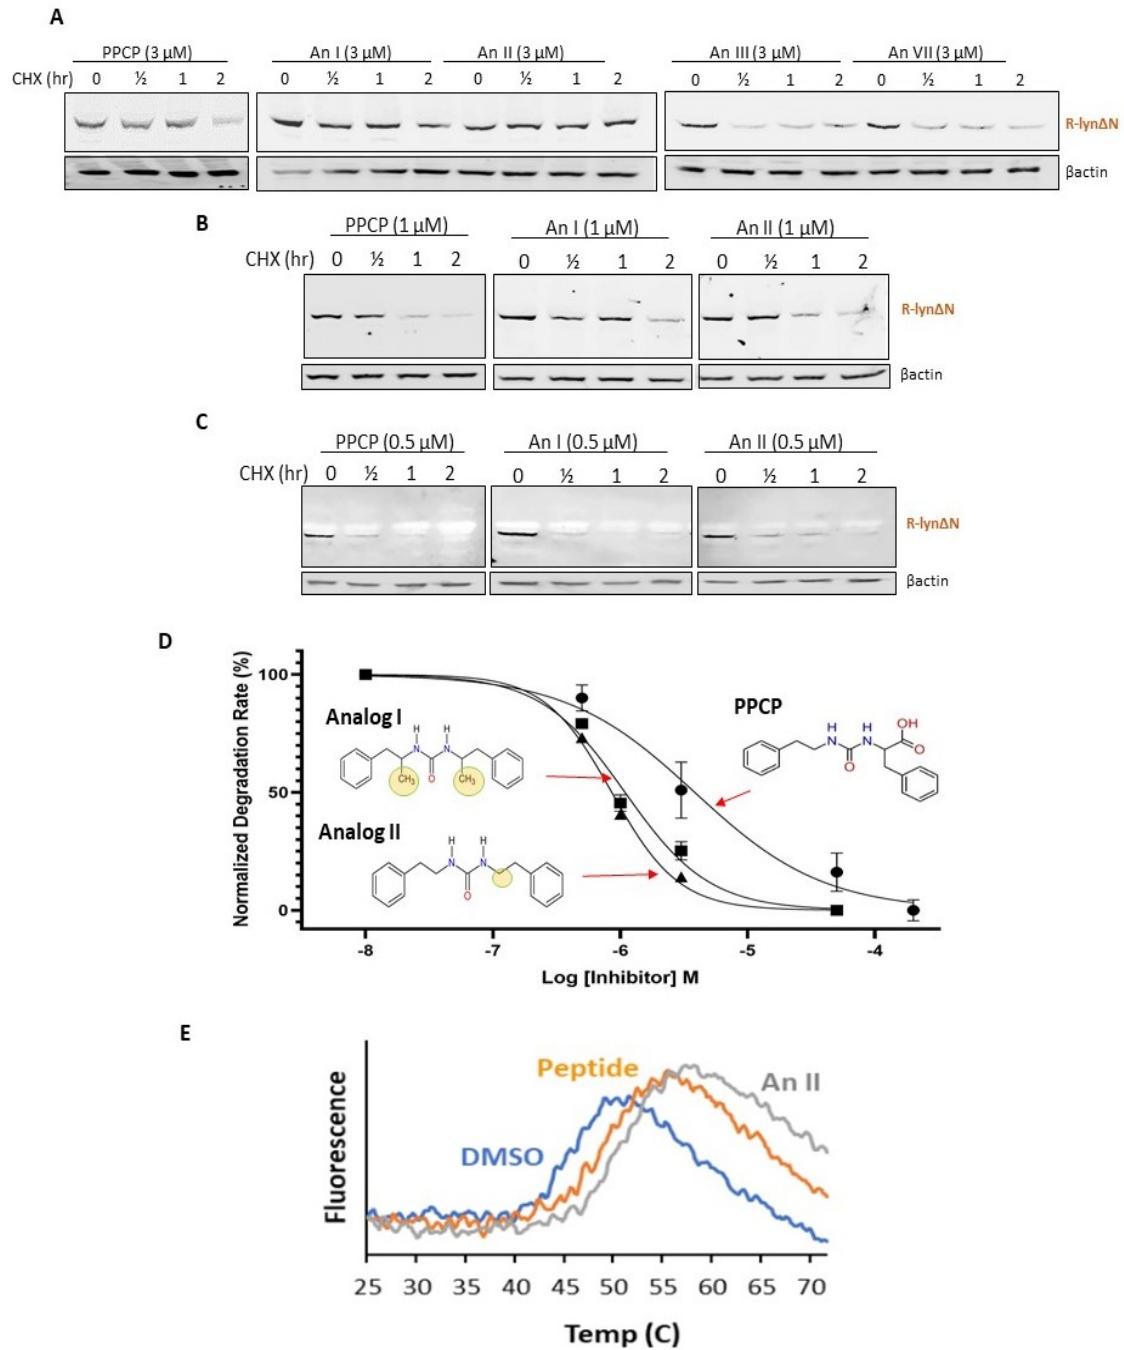 A
PPCP (3 µM) An I (3 µM) An II (3 µM) An III (3 µM) An VII (3 µM)
CHX (hr) 0 ½ 1 2 0 ½ 1 2 0 ½ 1 2 0 ½ 1 2 0 ½ 1 2
R-lynΔN
βactin
B
PPCP (1 µM) An I (1 µM) An II (1 µM)
CHX (hr) 0 ½ 1 2 0 ½ 1 2 0 ½ 1 2
R-lynΔN
βactin
C
PPCP (0.5 µM) An I (0.5 µM) An II (0.5 µM)
CHX (hr) 0 ½ 1 2 0 ½ 1 2 0 ½ 1 2
R-lynΔN
βactin
D
Normalized Degradation Rate (%)
100
50
0
Analog I
H H
N N
O
CH3 CH3
Analog II
H H
N N
O
PPCP
H H OH
N N O
O
-8 -7 -6 -5 -4
Log [Inhibitor] M
E
Fluorescence
Peptide
An II
DMSO
25 30 35 40 45 50 55 60 65 70
Temp (C)